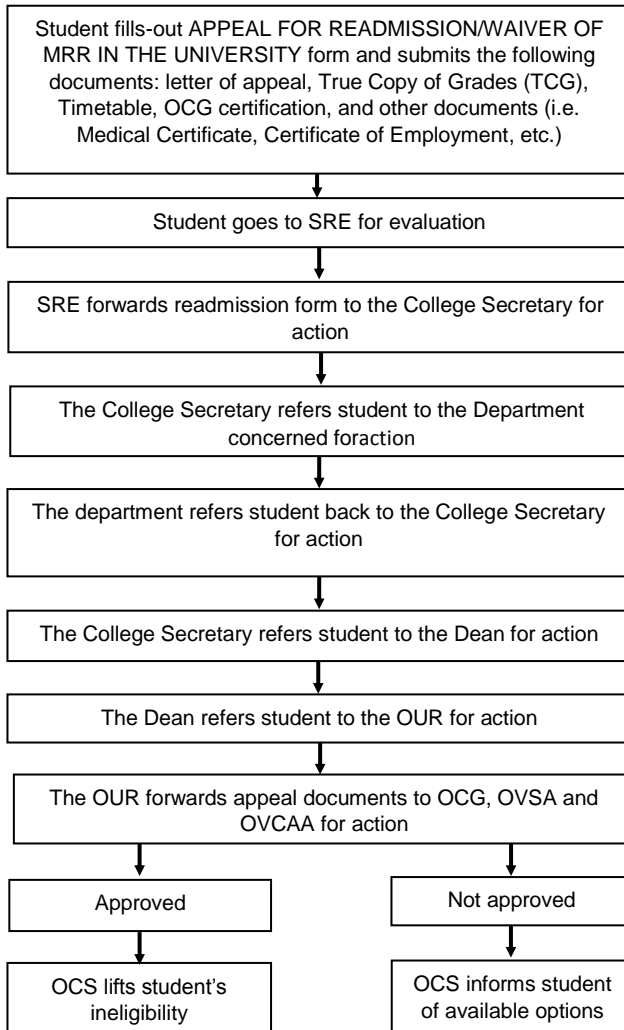 Student fills-out APPEAL FOR READMISSION/WAIVER OF
MRR IN THE UNIVERSITY form and submits the following
documents: letter of appeal, True Copy of Grades (TCG),
Timetable, OCG certification, and other documents (i.e.
Medical Certificate, Certificate of Employment, etc.)
Student goes to SRE for evaluation
SRE forwards readmission form to the College Secretary for
action
The College Secretary refers student to the Department
concerned foraction
The department refers student back to the College Secretary
for action
The College Secretary refers student to the Dean for action
The Dean refers student to the OUR for action
The OUR forwards appeal documents to OCG, OVSA and
OVCAA for action
Approved
Not approved
OCS lifts student’s
ineligibility
OCS informs student
of available options